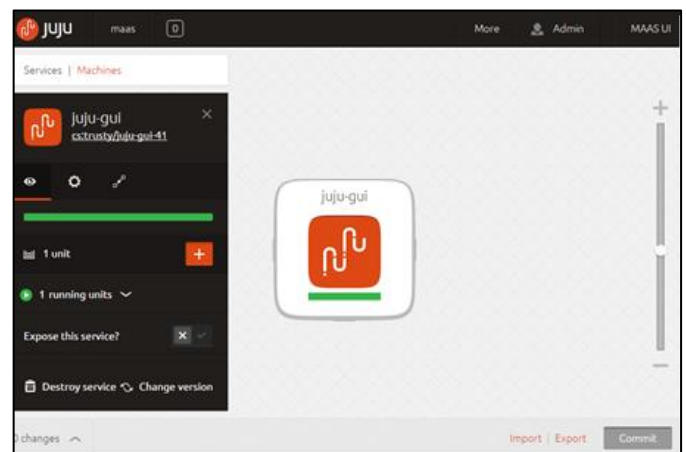 juju maas 0 More Admin MAAS UI
Services | Machines
juju-gui
cs:trusty/juju-gui-41
juju-gui
1 unit
1 running units
Expose this service?
Destroy service Change version
0 changes Import | Export Commit